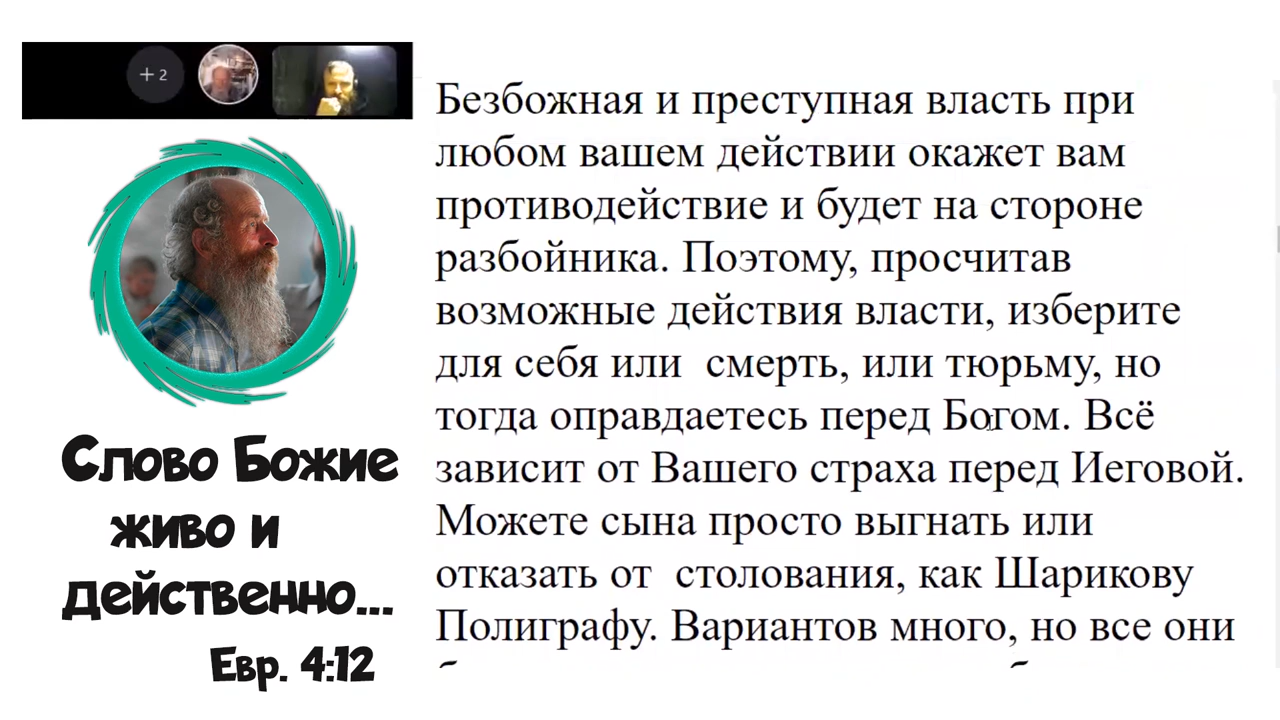 + 2
Слово Божие
живо и
действенно...
Евр. 4:12
Безбожная и преступная власть при
любом вашем действии окажет вам
противодействие и будет на стороне
разбойника. Поэтому, просчитав
возможные действия власти, изберите
для себя или  смерть, или тюрьму, но
тогда оправдаетесь перед Богом. Всё
зависит от Вашего страха перед Иеговой.
Можете сына просто выгнать или
отказать от  столования, как Шарикову
Полиграфу. Вариантов много, но все они